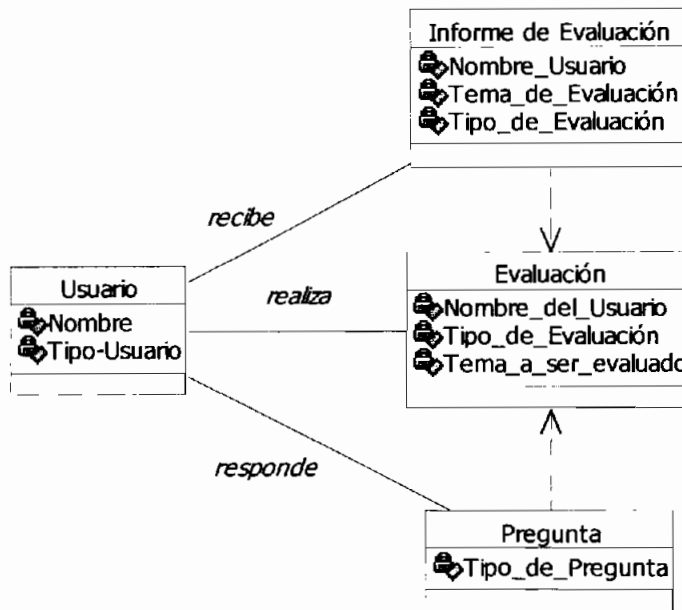 Informe de Evaluación
Nombre_Usuario
Tema_de_Evaluación
Tipo_de_Evaluación
recibe
Usuario
Nombre
Tipo-Usuario
realiza
Evaluación
Nombre_del_Usuario
Tipo_de_Evaluación
Tema_a_ser_evaluado
responde
Pregunta
Tipo_de_Pregunta